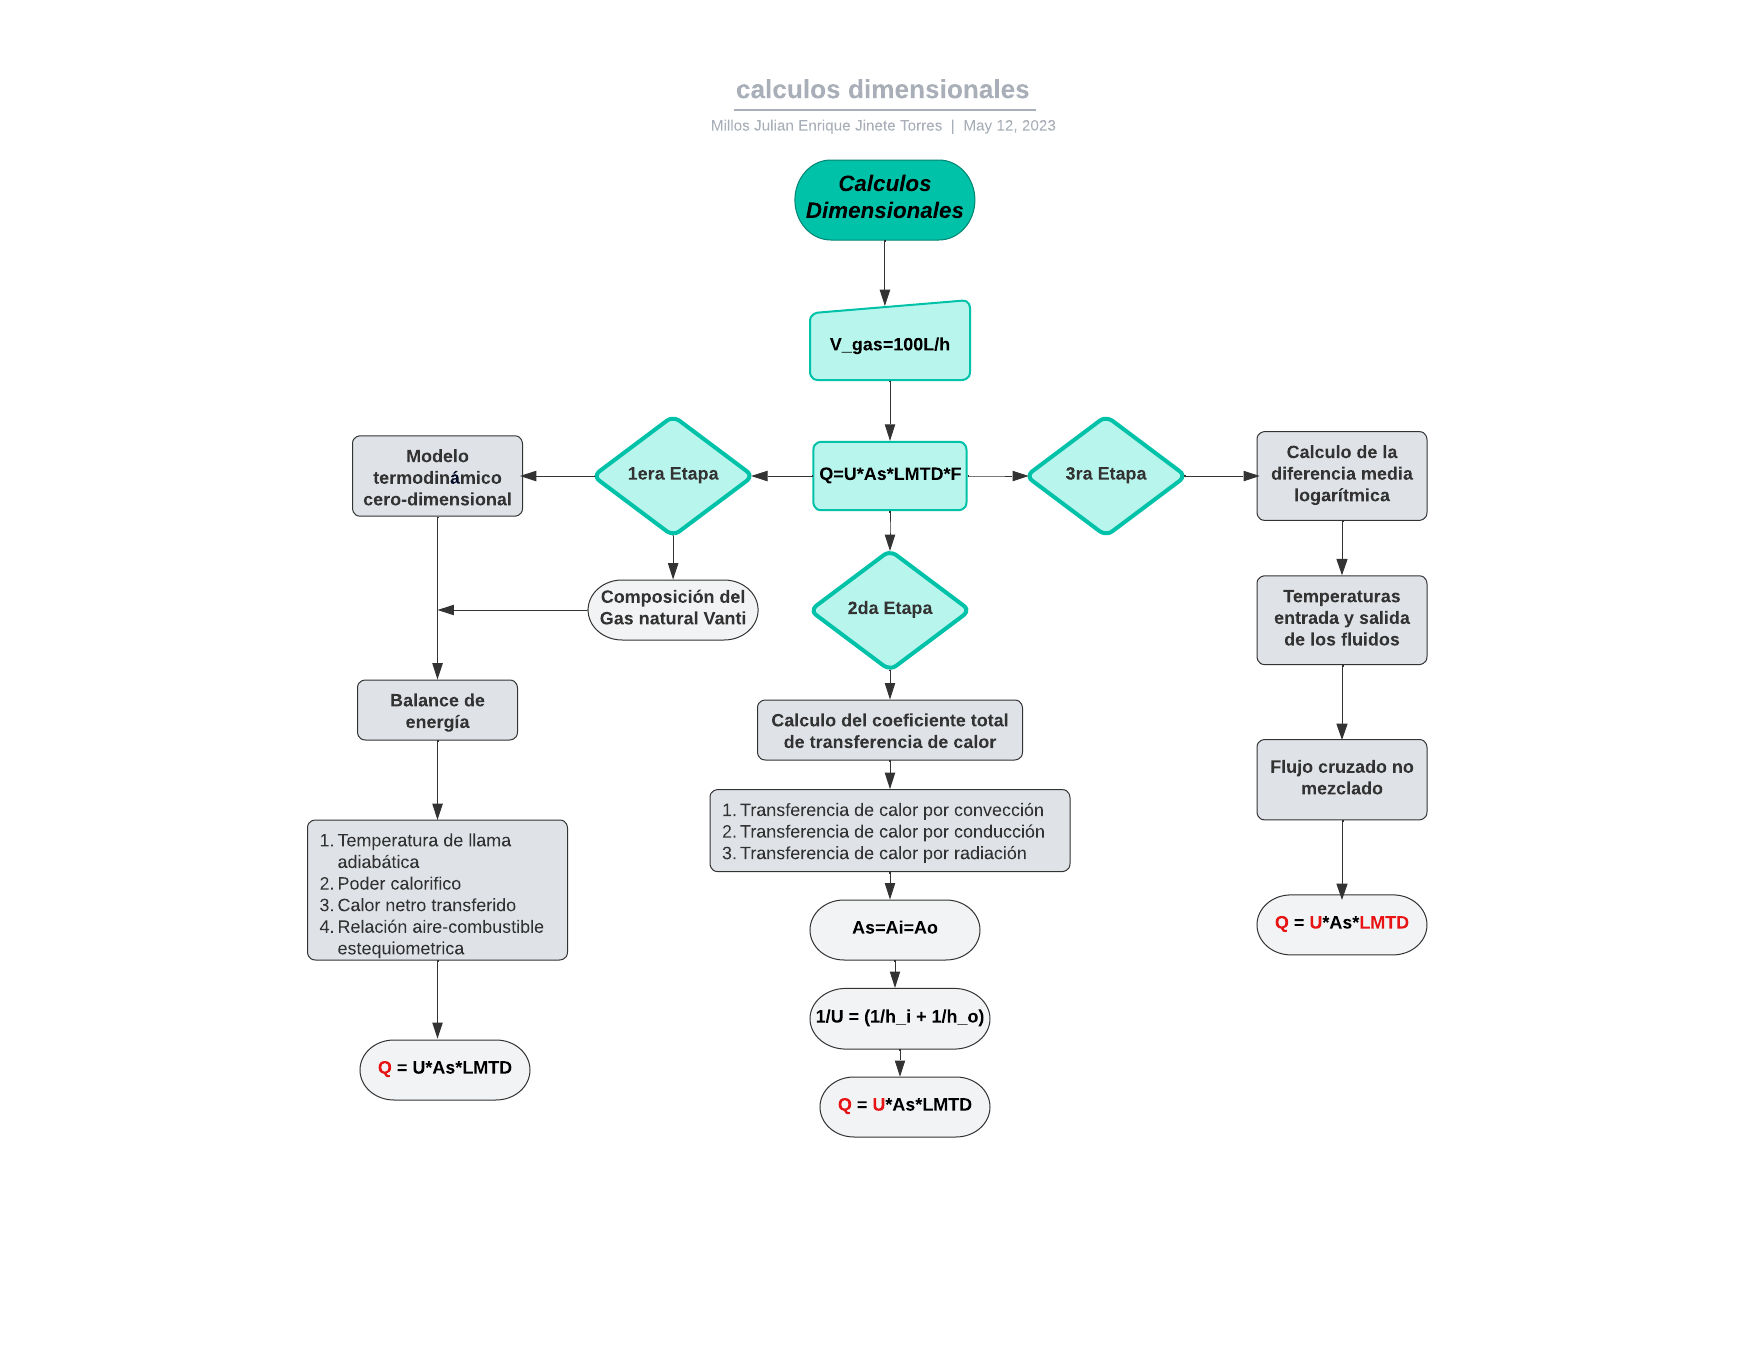 calculos dimensionales
Millos Julian Enrique Jinete Torres | May 12, 2023
Calculos
Dimensionales
V_gas=100L/h
Q=U*As*LMTD*F
1era Etapa
Modelo
termodinámico
cero-dimensional
Composición del
Gas natural Vanti
Balance de
energía
1. Temperatura de llama
adiabática
2. Poder calorifico
3. Calor netro transferido
4. Relación aire-combustible
estequiometrica
Q = U*As*LMTD
2da Etapa
Calculo del coeficiente total
de transferencia de calor
1. Transferencia de calor por convección
2. Transferencia de calor por conducción
3. Transferencia de calor por radiación
As=Ai=Ao
1/U = (1/h_i + 1/h_o)
Q = U*As*LMTD
3ra Etapa
Calculo de la
diferencia media
logarítmica
Temperaturas
entrada y salida
de los fluidos
Flujo cruzado no
mezclado
Q = U*As*LMTD